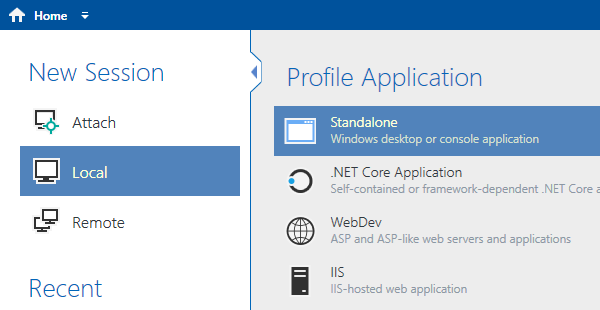 Home
New Session
Attach
Local
Remote
Recent
Profile Application
Standalone
Windows desktop or console application
.NET Core Application
Self-contained or framework-dependent .NET Core a
WebDev
ASP and ASP-like web servers and applications
IIS
IIS-hosted web application